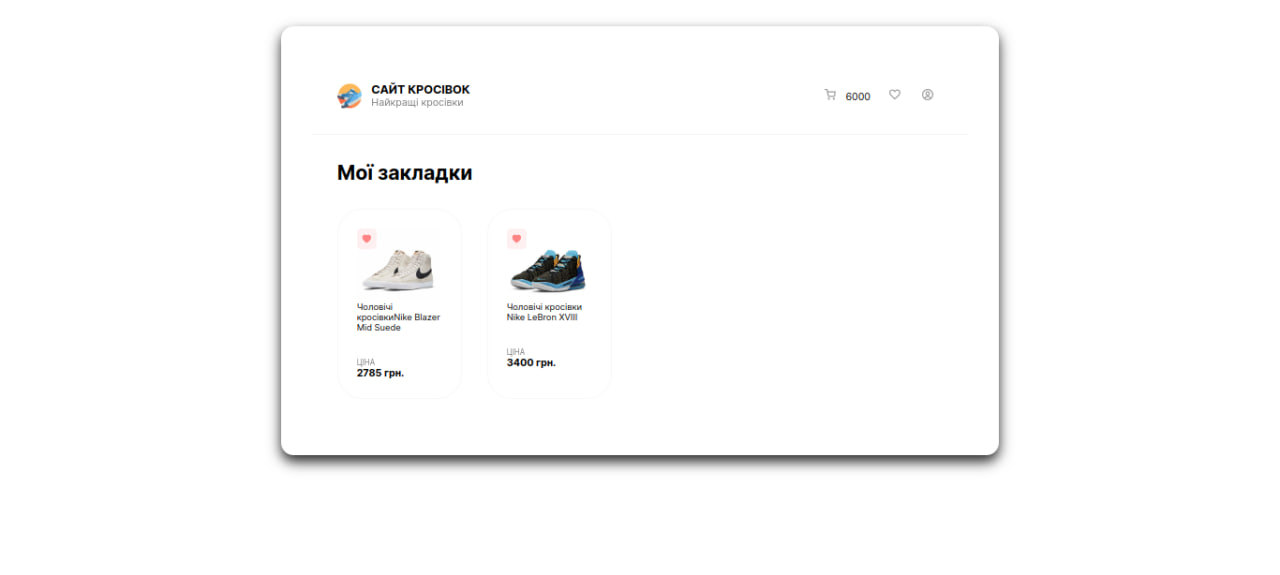 САЙТ КРОСІВОК
Найкращі кросівки
6000
Мої закладки
Чоловічі
кросівкиNike Blazer
Mid Suede
ЦІНА
2785 грн.
Чоловічі кросівки
Nike LeBron XVIII
ЦІНА
3400 грн.